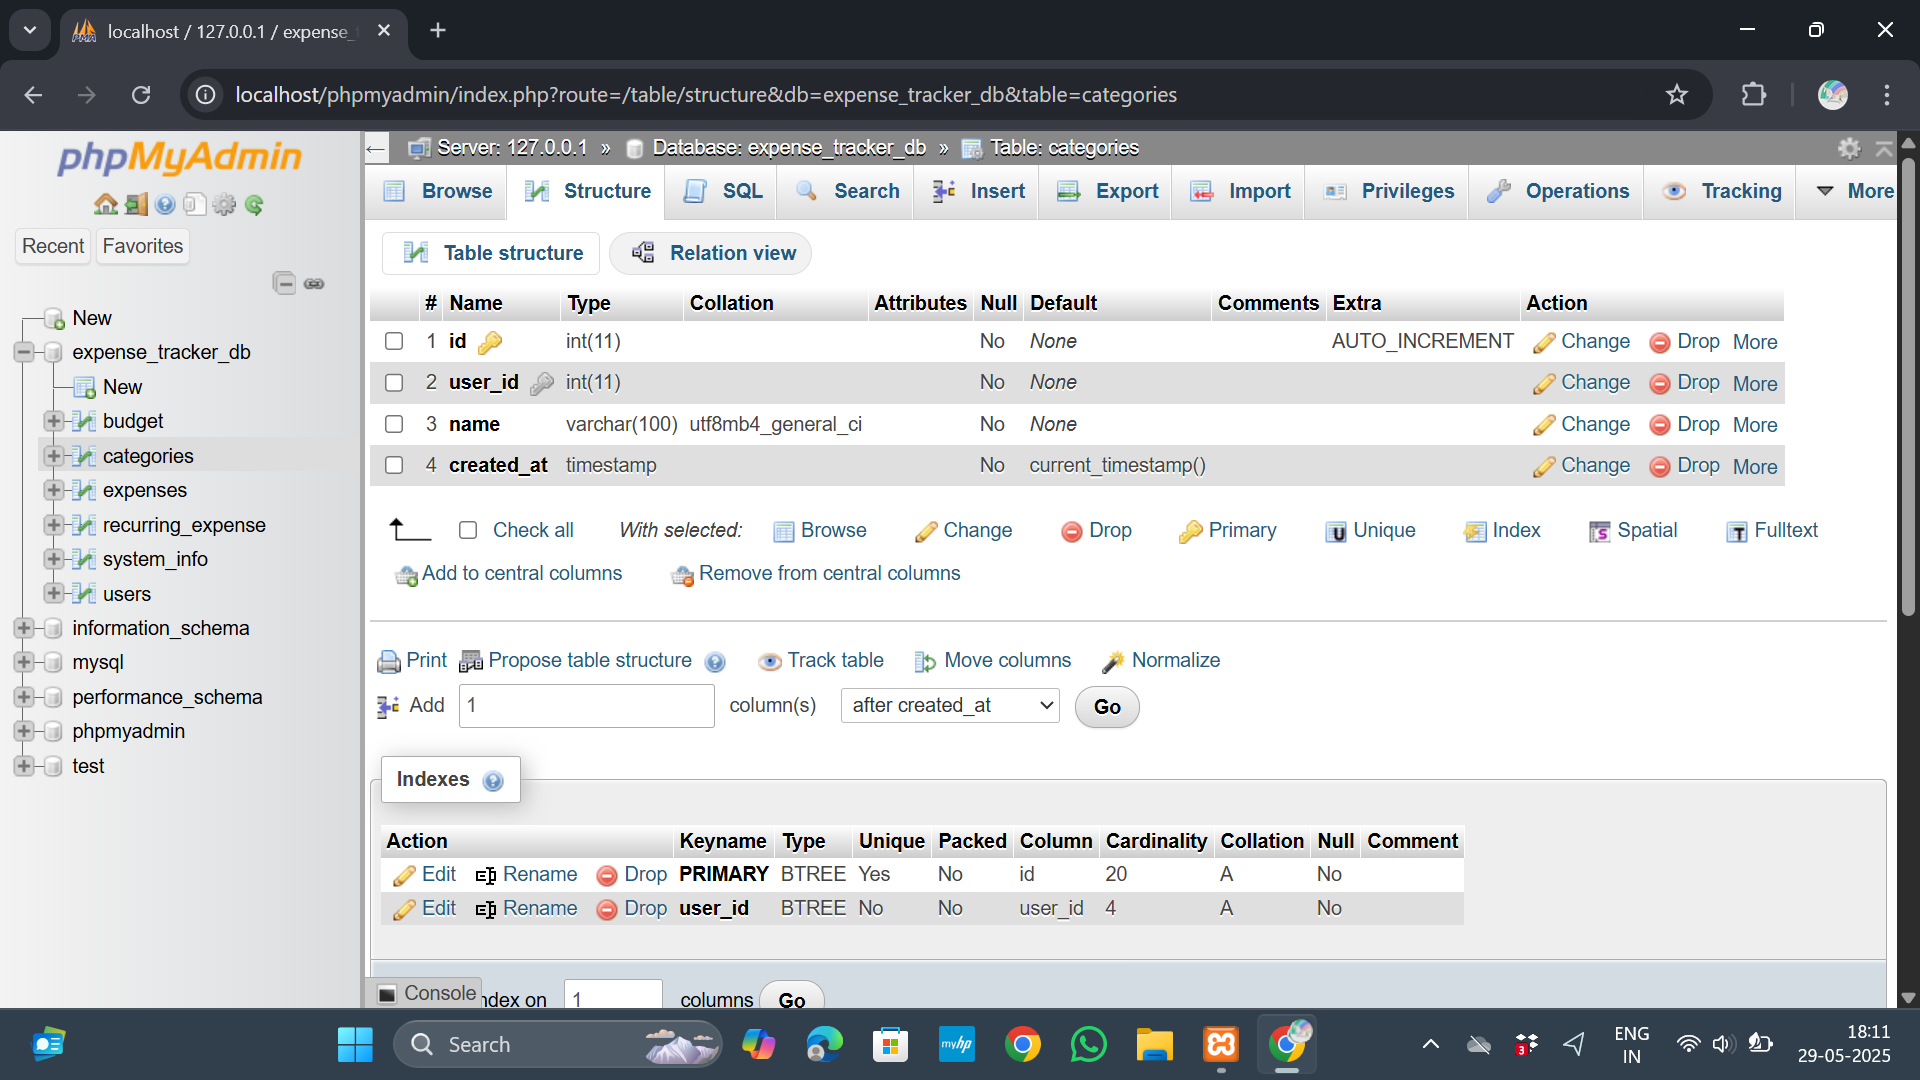 localhost / 127.0.0.1 / expense_
localhost/phpmyadmin/index.php?route=/table/structure&db=expense_tracker_db&table=categories
phpMyAdmin
Recent Favorites
New
expense_tracker_db
New
budget
categories
expenses
recurring_expense
system_info
users
information_schema
mysql
performance_schema
phpmyadmin
test
Server: 127.0.0.1 » Database: expense_tracker_db » Table: categories
Browse Structure SQL Search Insert Export Import Privileges Operations Tracking More
Table structure Relation view
# Name Type Collation Attributes Null Default Comments Extra Action
1 id int(11) No None AUTO_INCREMENT Change Drop More
2 user_id int(11) No None Change Drop More
3 name varchar(100) utf8mb4_general_ci No None Change Drop More
4 created_at timestamp No current_timestamp() Change Drop More
Check all With selected: Browse Change Drop Primary Unique Index Spatial Fulltext
Add to central columns Remove from central columns
Print Propose table structure Track table Move columns Normalize
Add 1 column(s) after created_at Go
Indexes
Action Keyname Type Unique Packed Column Cardinality Collation Null Comment
Edit Rename Drop PRIMARY BTREE Yes No id 20 A No
Edit Rename Drop user_id BTREE No No user_id 4 A No
Console ndex on 1 columns Go
Search
myhp
3
ENG
IN
18:11
29-05-2025